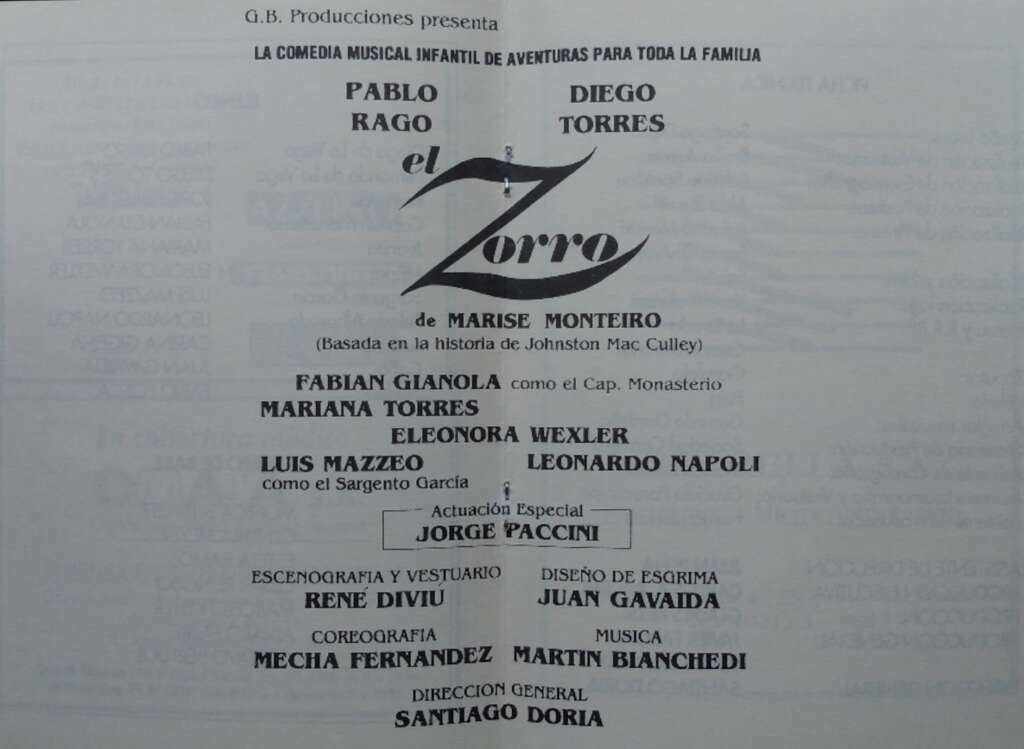 G.B. Producciones presenta
LA COMEDIA MUSICAL INFANTIL DE AVENTURAS PARA TODA LA FAMILIA
PABLO RAGO
DIEGO TORRES
el
Zorro
de MARISE MONTEIRO
(Basada en la historia de Johnston Mac Culley)
FABIAN GIANOLA como el Cap. Monasterio
MARIANA TORRES
ELEONORA WEXLER
LUIS MAZZEO
como el Sargento García
LEONARDO NAPOLI
Actuación Especial
JORGE PACCINI
ESCENOGRAFIA Y VESTUARIO
RENÉ DIVIÚ
DISEÑO DE ESGRIMA
JUAN GAVAIDA
COREOGRAFIA
MECHA FERNANDEZ
MUSICA
MARTIN BIANCHEDI
DIRECCION GENERAL
SANTIAGO DORIA